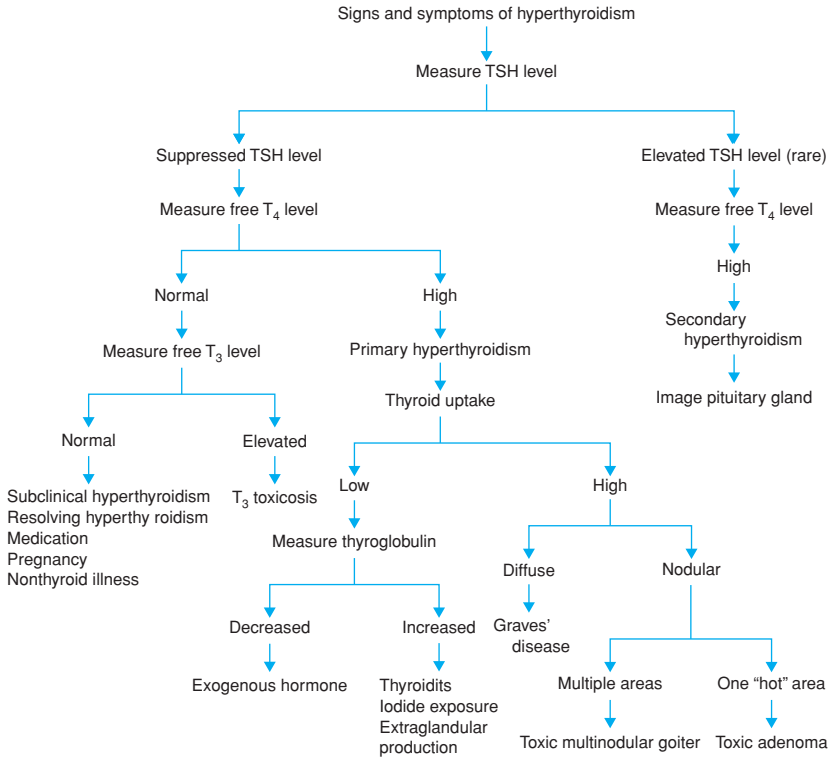 Signs and symptoms of hyperthyroidism
Measure TSH level
Suppressed TSH level
Elevated TSH level (rare)
Measure free T4 level
Measure free T4 level
Normal
High
High
Measure free T3 level
Primary hyperthyroidism
Secondary
hyperthyroidism
Thyroid uptake
Image pituitary gland
Normal
Elevated
Low
High
Subclinical hyperthyroidism
Resolving hyperthy roidism
Medication
Pregnancy
Nonthyroid illness
T3 toxicosis
Measure thyroglobulin
Diffuse
Nodular
Decreased
Increased
Graves’
disease
Exogenous hormone
Thyroidits
Iodide exposure
Extraglandular
production
Multiple areas
One “hot” area
Toxic multinodular goiter
Toxic adenoma